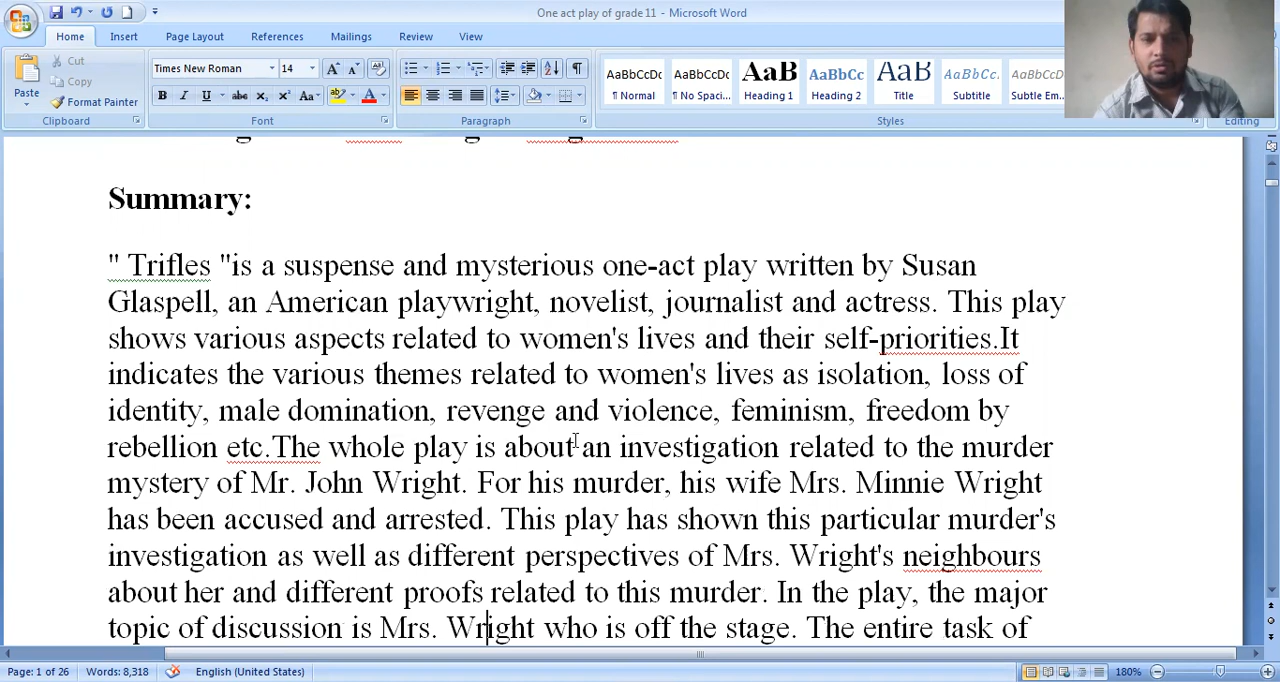 One act play of grade 11 - Microsoft Word
Home Insert Page Layout References Mailings Review View
Paste
Cut
Copy
Format Painter
Times New Roman 14
AaBbCcDc AaBbCcDc AaB AaBbCc AaB AaBbCc. AaBbCcDc
¶ Normal ¶ No Spaci... Heading 1 Heading 2 Title Subtitle Subtle Em...
Clipboard Font Paragraph Styles Editing
Summary:
" Trifles "is a suspense and mysterious one-act play written by Susan
Glaspell, an American playwright, novelist, journalist and actress. This play
shows various aspects related to women's lives and their self-priorities.It
indicates the various themes related to women's lives as isolation, loss of
identity, male domination, revenge and violence, feminism, freedom by
rebellion etc.The whole play is about an investigation related to the murder
mystery of Mr. John Wright. For his murder, his wife Mrs. Minnie Wright
has been accused and arrested. This play has shown this particular murder's
investigation as well as different perspectives of Mrs. Wright's neighbours
about her and different proofs related to this murder. In the play, the major
topic of discussion is Mrs. Wright who is off the stage. The entire task of
Page: 1 of 26 Words: 8,318 English (United States) 180%